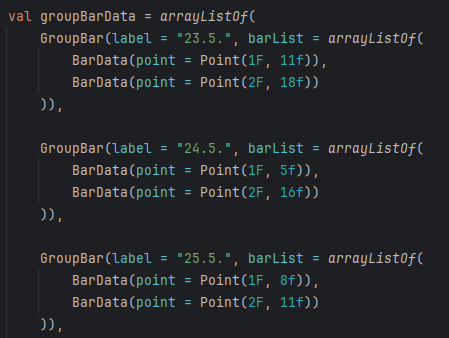 val groupBarData = arrayListOf(
    GroupBar(label = "23.5.", barList = arrayListOf(
        BarData(point = Point(1F, 11f)),
        BarData(point = Point(2F, 18f))
    )),

    GroupBar(label = "24.5.", barList = arrayListOf(
        BarData(point = Point(1F, 5f)),
        BarData(point = Point(2F, 16f))
    )),

    GroupBar(label = "25.5.", barList = arrayListOf(
        BarData(point = Point(1F, 8f)),
        BarData(point = Point(2F, 11f))
    )),